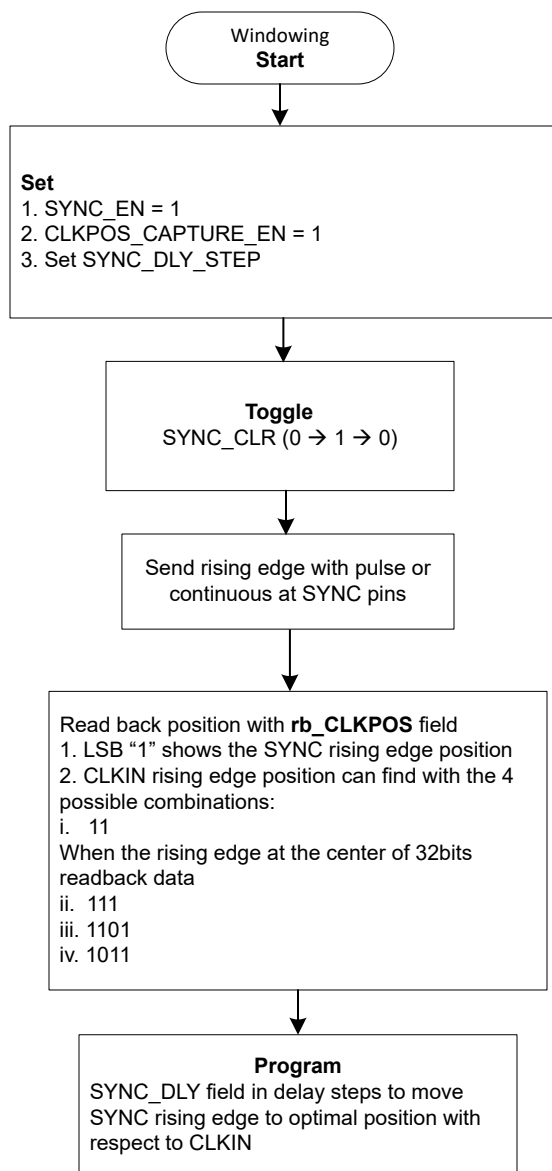 Windowing
Start
Set
1. SYNC_EN = 1
2. CLKPOS_CAPTURE_EN = 1
3. Set SYNC_DLY_STEP
Toggle
SYNC_CLR (0 → 1 → 0)
Send rising edge with pulse or
continuous at SYNC pins
Read back position with rb_CLKPOS field
1. LSB “1” shows the SYNC rising edge position
2. CLKIN rising edge position can find with the 4
possible combinations:
i. 11
When the rising edge at the center of 32bits
readback data
ii. 111
iii. 1101
iv. 1011
Program
SYNC_DLY field in delay steps to move
SYNC rising edge to optimal position with
respect to CLKIN